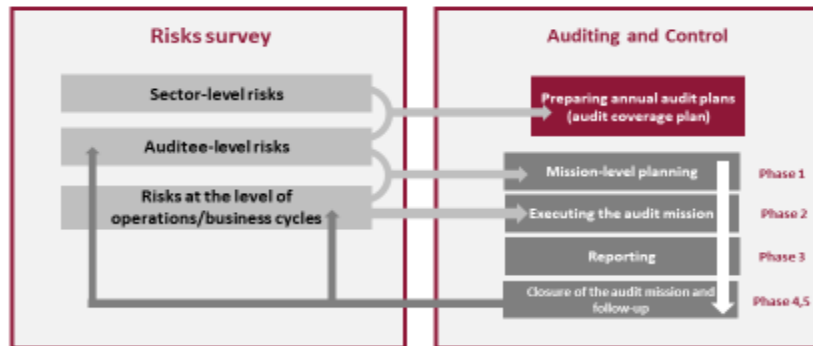 Risks survey
Sector-level risks
Auditee-level risks
Risks at the level of
operations/business cycles
Auditing and Control
Preparing annual audit plans
(audit coverage plan)
Mission-level planning
Phase 1
Executing the audit mission
Phase 2
Reporting
Phase 3
Closure of the audit mission and
follow-up
Phase 4,5